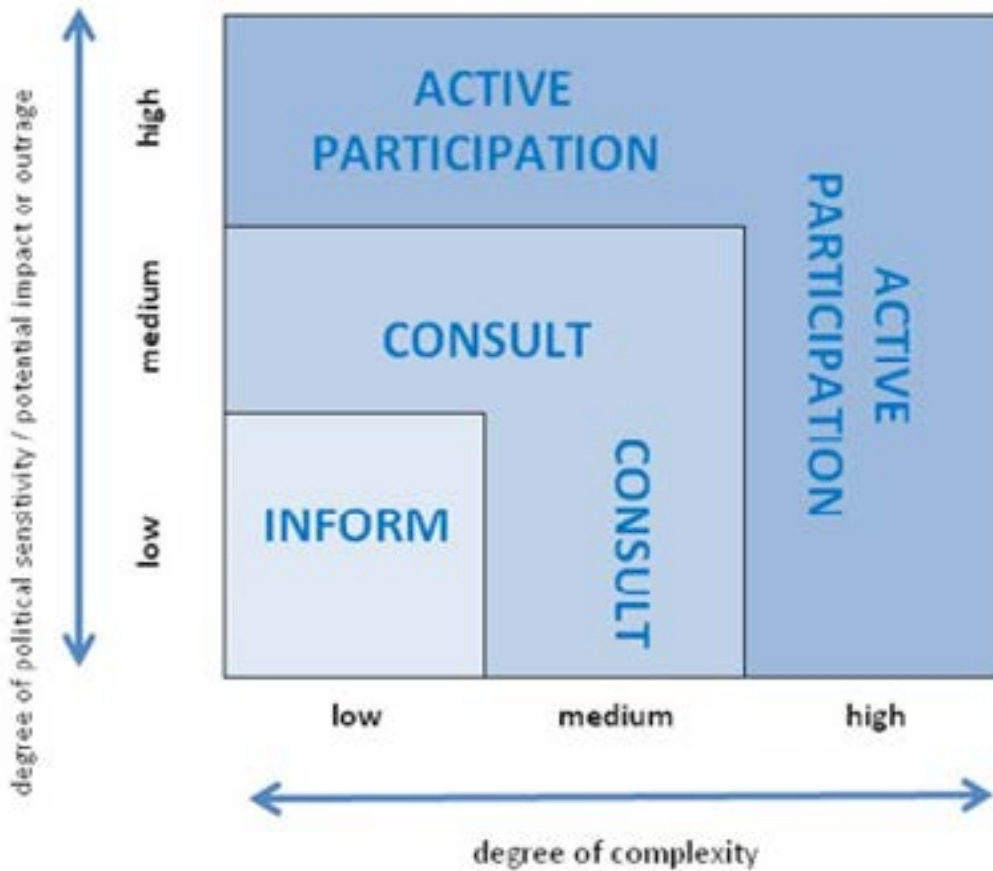 degree of political sensitivity / potential impact or outrage
high
medium
low
ACTIVE
PARTICIPATION
ACTIVE
PARTICIPATION
CONSULT
CONSULT
INFORM
low
medium
high
degree of complexity